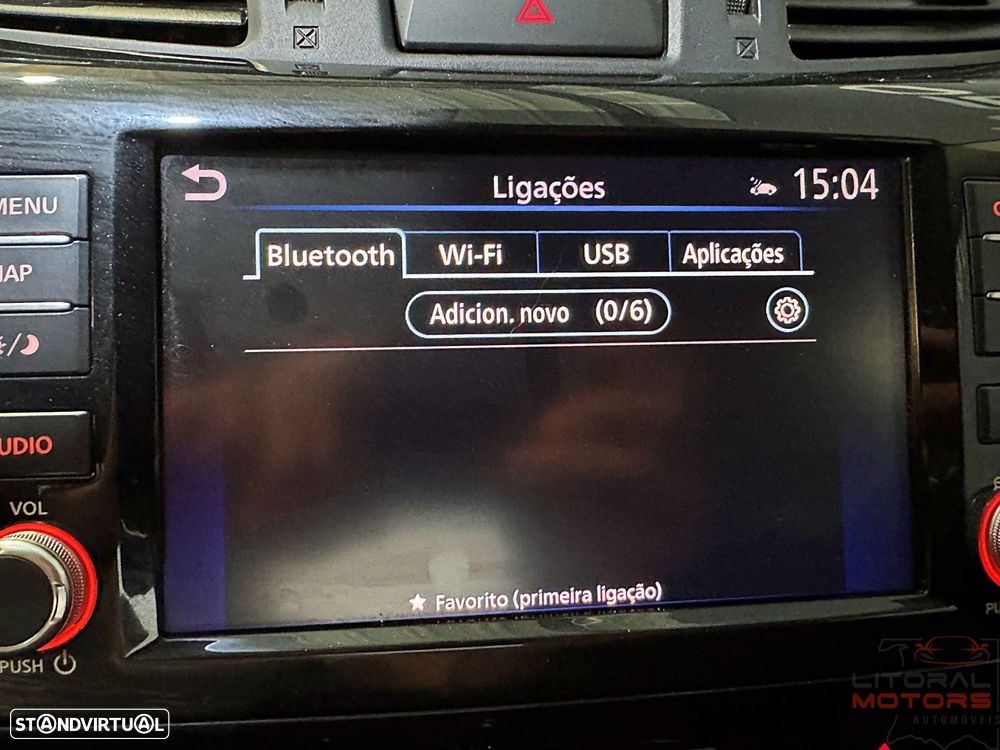 Ligações
15:04
Bluetooth
Wi-Fi
USB
Aplicações
Adicion. novo (0/6)
★ Favorito (primeira ligação)
MENU
VOL
PUSH
LITORAL
MOTORS
AUTOMÓVEIS
STANDVIRTUAL